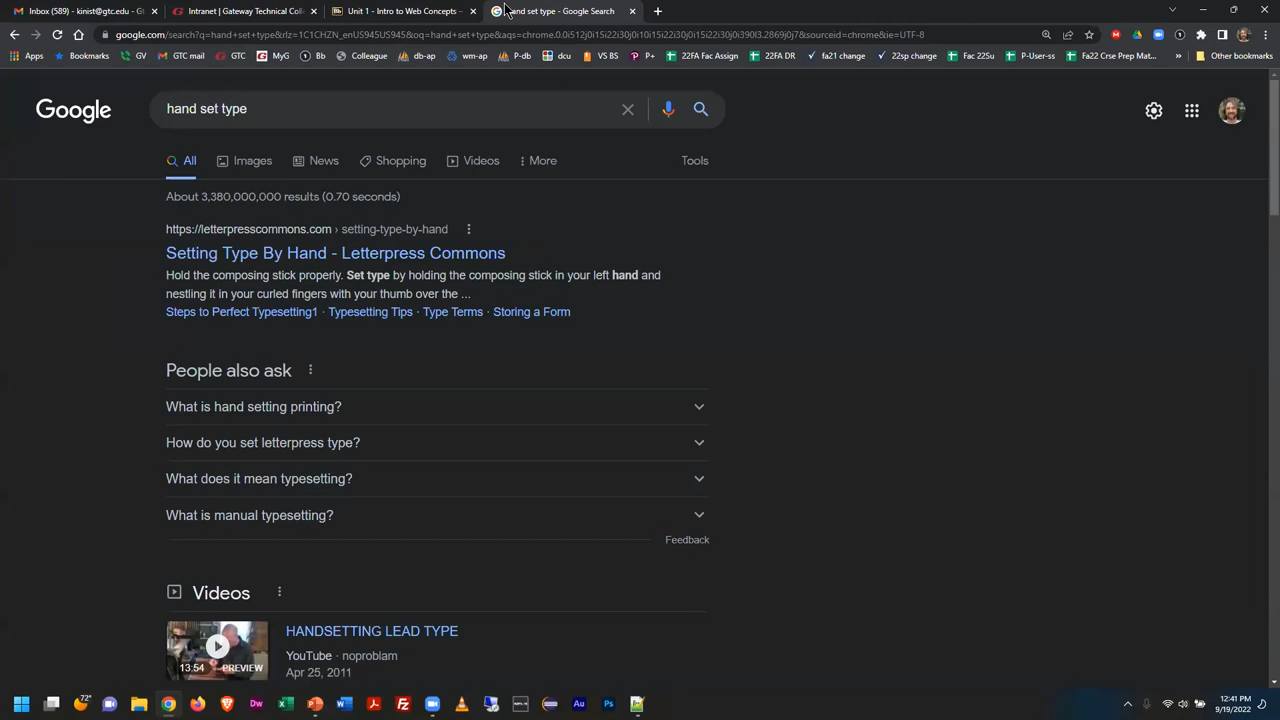 Inbox (589) - kinist@gtc.edu - G
Intranet | Gateway Technical Coll
Unit 1 - Intro to Web Concepts –
hand set type - Google Search
google.com/search?q=hand+set+type&rlz=1C1CHZN_enUS945US945&oq=hand+set+type&aqs=chrome.0.0i512j0i15i22i30j0i22i30j0i10i15i22i30j0i22i30j0i390l3.2869j0j7&sourceid=chrome&ie=UTF-8
Apps Bookmarks GV GTC mail GTC MyG Bb Colleague db-ap wm-ap P-db dcu VS BS P+ 22FA Fac Assign 22FA DR fa21 change 22sp change Fac 22Su P-User-ss Fa22 Crse Prep Mat... » Other bookmarks
Google
hand set type
All Images News Shopping Videos More Tools
About 3,380,000,000 results (0.70 seconds)
https://letterpresscommons.com › setting-type-by-hand
Setting Type By Hand - Letterpress Commons
Hold the composing stick properly. Set type by holding the composing stick in your left hand and
nestling it in your curled fingers with your thumb over the ...
Steps to Perfect Typesetting1 · Typesetting Tips · Type Terms · Storing a Form
People also ask
What is hand setting printing?
How do you set letterpress type?
What does it mean typesetting?
What is manual typesetting?
Feedback
Videos
HANDSETTING LEAD TYPE
13:54 PREVIEW
YouTube · noproblam
Apr 25, 2011
72°
12:41 PM
9/19/2022